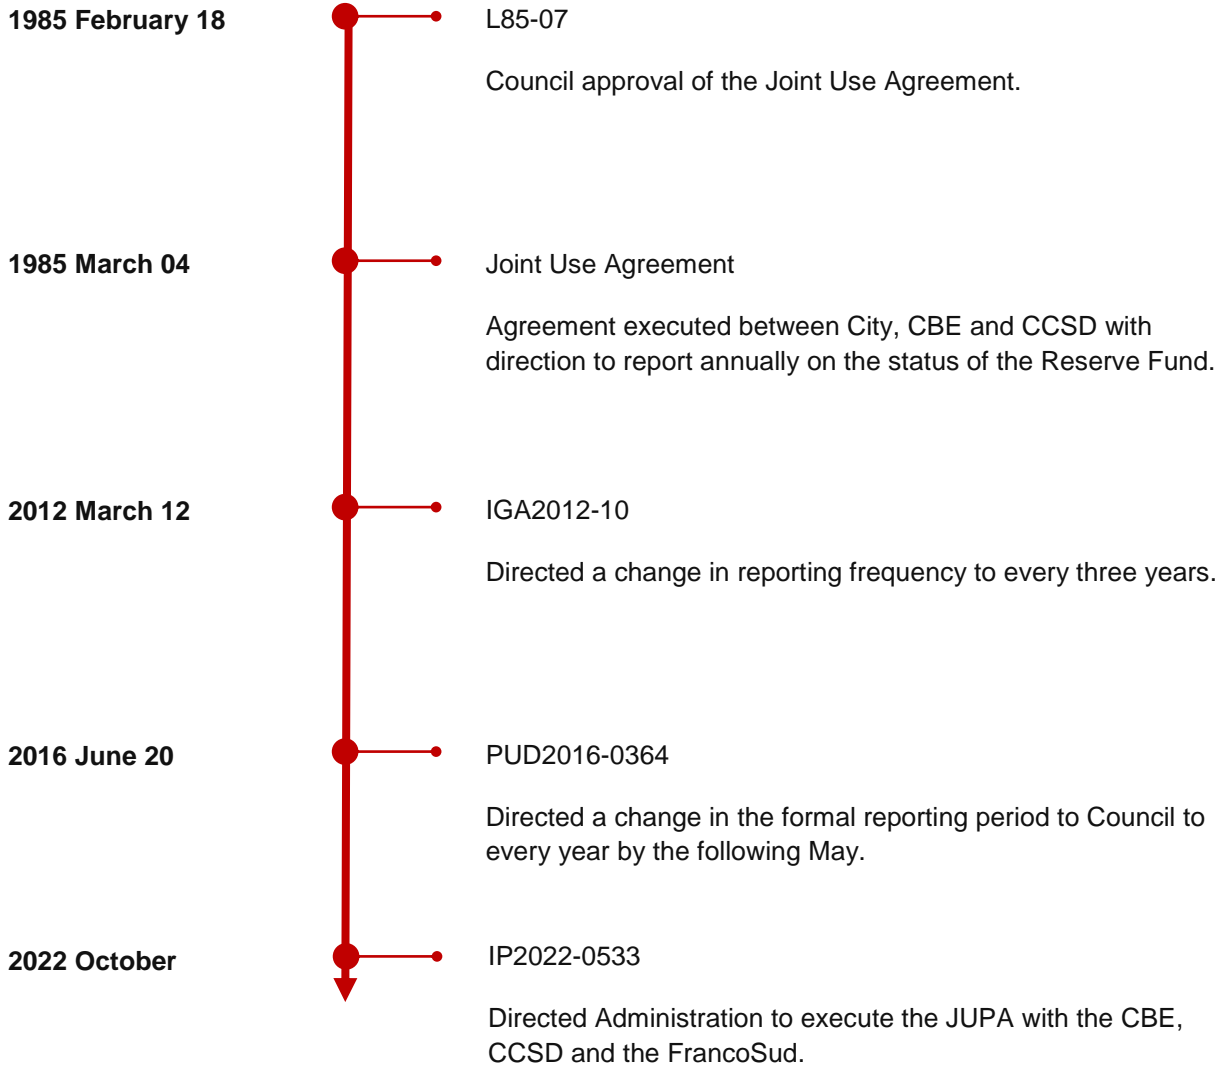 1985 February 18
L85-07
Council approval of the Joint Use Agreement.
1985 March 04
Joint Use Agreement
Agreement executed between City, CBE and CCSD with
direction to report annually on the status of the Reserve Fund.
2012 March 12
IGA2012-10
Directed a change in reporting frequency to every three years.
2016 June 20
PUD2016-0364
Directed a change in the formal reporting period to Council to
every year by the following May.
2022 October
IP2022-0533
Directed Administration to execute the JUPA with the CBE,
CCSD and the FrancoSud.